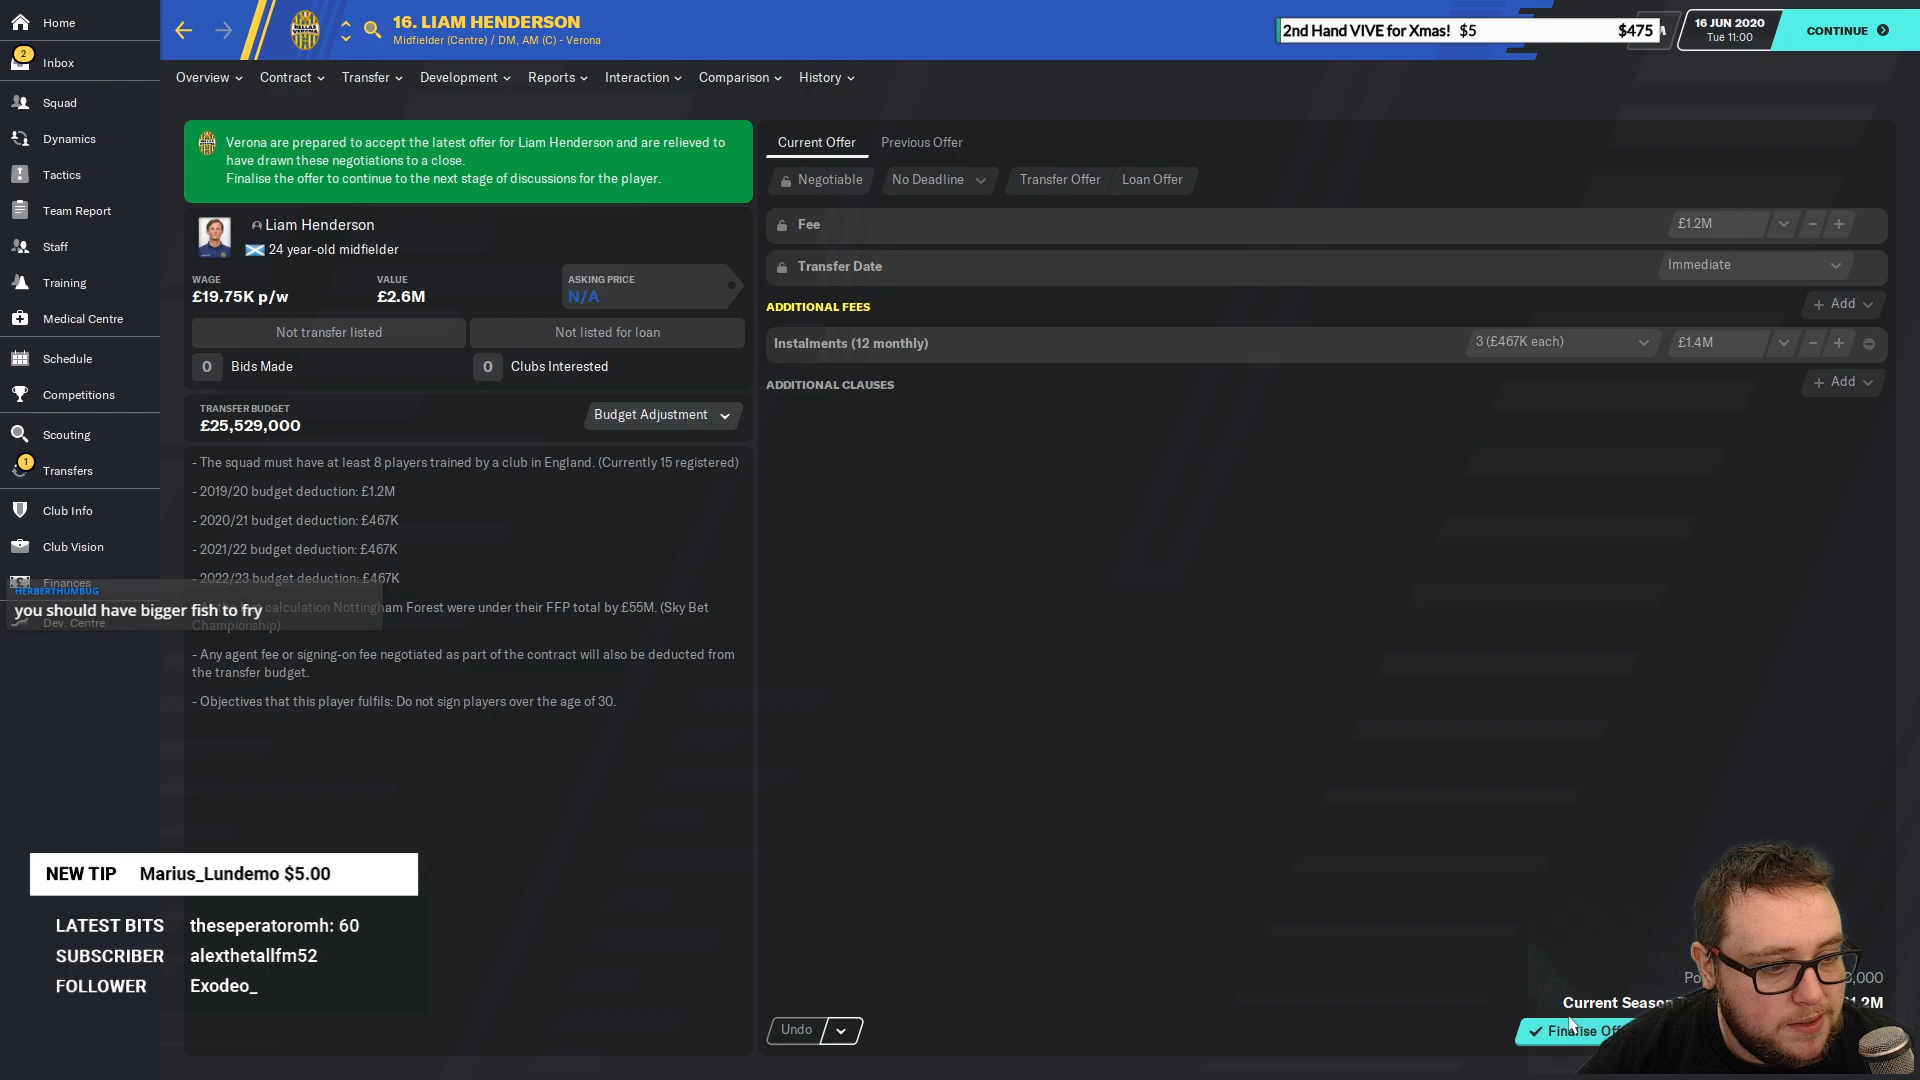 Home
16. LIAM HENDERSON
Midfielder (Centre) / DM, AM (C) - Verona
2nd Hand VIVE for Xmas! $5 $475
16 JUN 2020
Tue 11:00
CONTINUE
2
Inbox
Overview Contract Transfer Development Reports Interaction Comparison History
Squad
Dynamics
Tactics
Team Report
Staff
Training
Medical Centre
Schedule
Competitions
Scouting
1
Transfers
Club Info
Club Vision
Finances
HERBERTHUMBUG
you should have bigger fish to fry
Dev. Centre
Verona are prepared to accept the latest offer for Liam Henderson and are relieved to
have drawn these negotiations to a close.
Finalise the offer to continue to the next stage of discussions for the player.
Liam Henderson
24 year-old midfielder
WAGE VALUE ASKING PRICE
£19.75K p/w £2.6M N/A
Not transfer listed Not listed for loan
0 Bids Made 0 Clubs Interested
TRANSFER BUDGET
£25,529,000
Budget Adjustment
- The squad must have at least 8 players trained by a club in England. (Currently 15 registered)
- 2019/20 budget deduction: £1.2M
- 2020/21 budget deduction: £467K
- 2021/22 budget deduction: £467K
- 2022/23 budget deduction: £467K
calculation Nottingham Forest were under their FFP total by £55M. (Sky Bet
Championship)
- Any agent fee or signing-on fee negotiated as part of the contract will also be deducted from
the transfer budget.
- Objectives that this player fulfils: Do not sign players over the age of 30.
Current Offer Previous Offer
Negotiable No Deadline Transfer Offer Loan Offer
Fee £1.2M
Transfer Date Immediate
ADDITIONAL FEES Add
Instalments (12 monthly) 3 (£467K each) £1.4M
ADDITIONAL CLAUSES Add
NEW TIP Marius_Lundemo $5.00
LATEST BITS theseperatoromh: 60
SUBSCRIBER alexthetallfm52
FOLLOWER Exodeo_
Undo
Current Season
Finalise